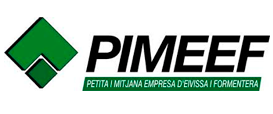 PIMEEF
PETITA I MITJANA EMPRESA D'EIVISSA I FORMENTERA